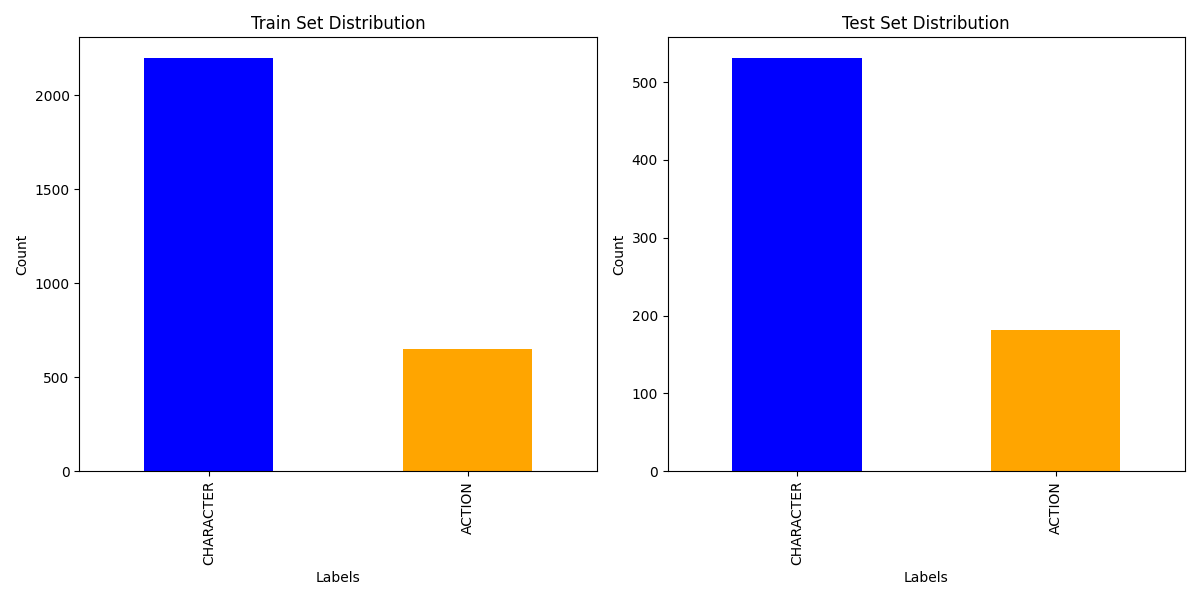 Train Set Distribution
Count
2000
1500
1000
500
0
CHARACTER
ACTION
Labels
Test Set Distribution
Count
500
400
300
200
100
0
CHARACTER
ACTION
Labels